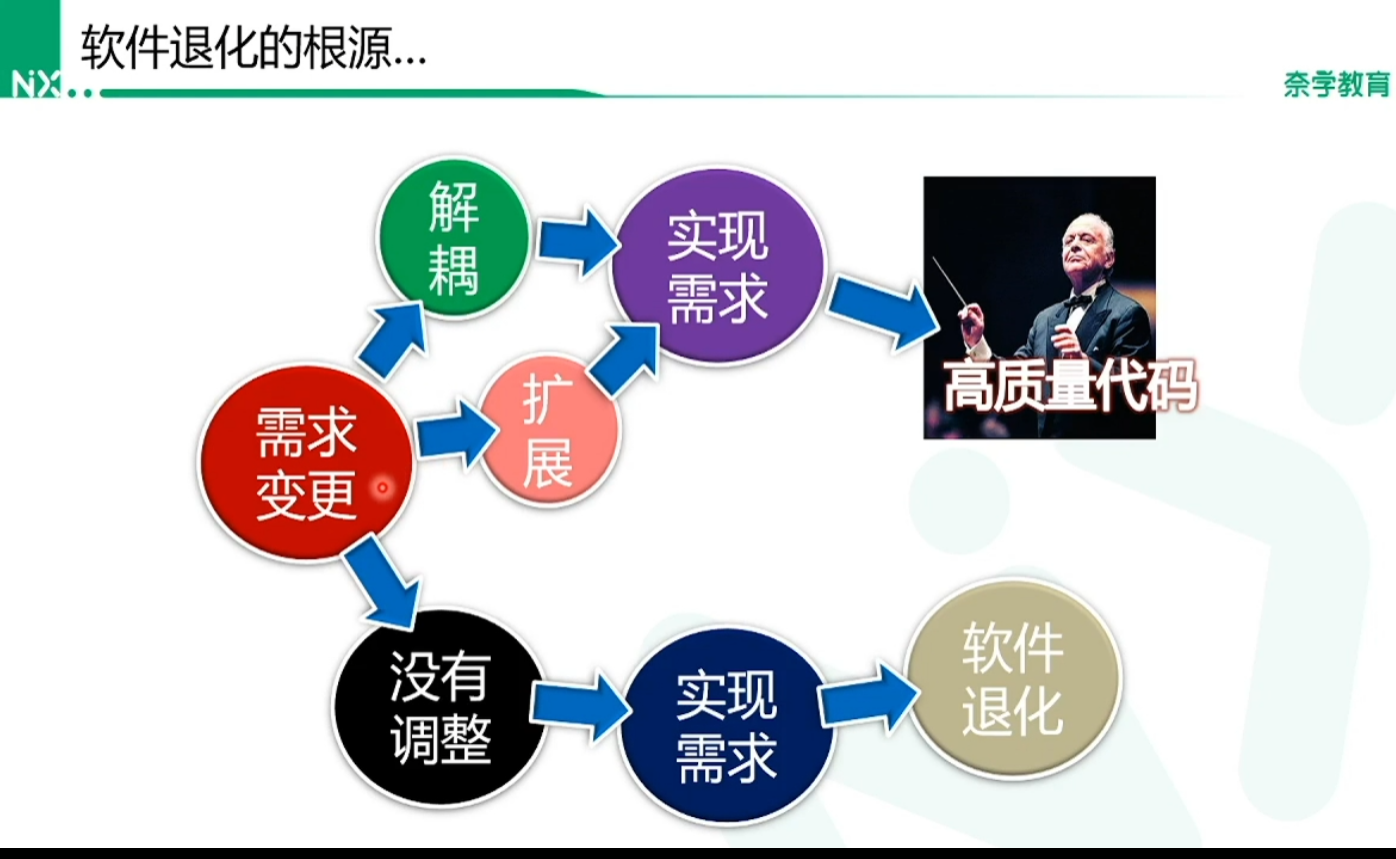 软件退化的根源...
NiX
奈学教育
解
耦
实现
需求
扩
展
需求
变更
高质量代码
没有
调整
实现
需求
软件
退化